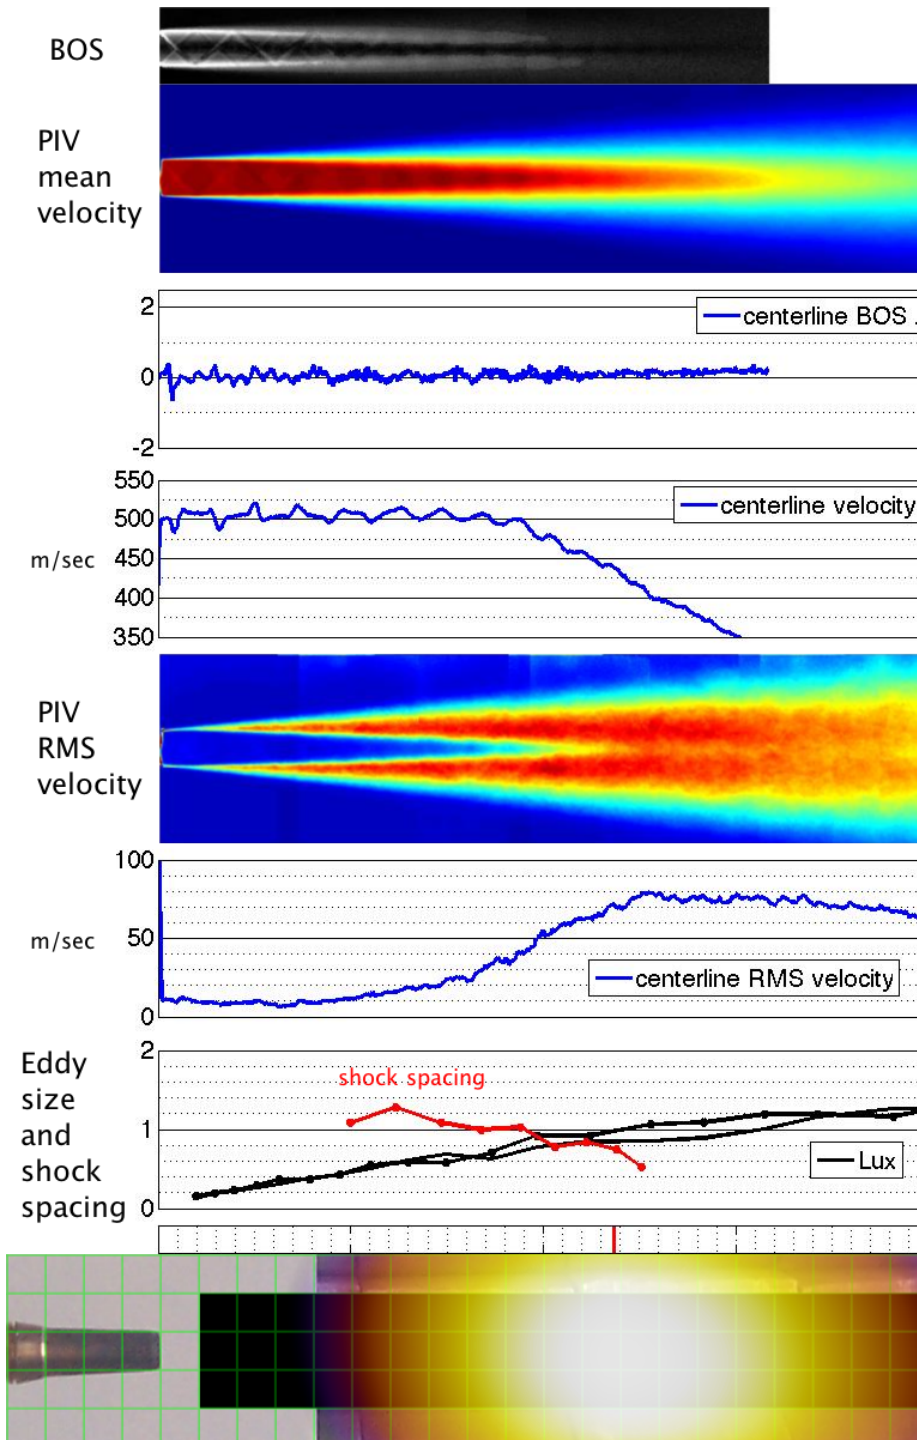 BOS
PIV
mean
velocity
2
centerline BOS .
0
-2
550
centerline velocity
500
m/sec
450
400
350
PIV
RMS
velocity
100
m/sec
50
centerline RMS velocity
0
Eddy
size
and
shock
spacing
2
shock spacing
1
Lux
0